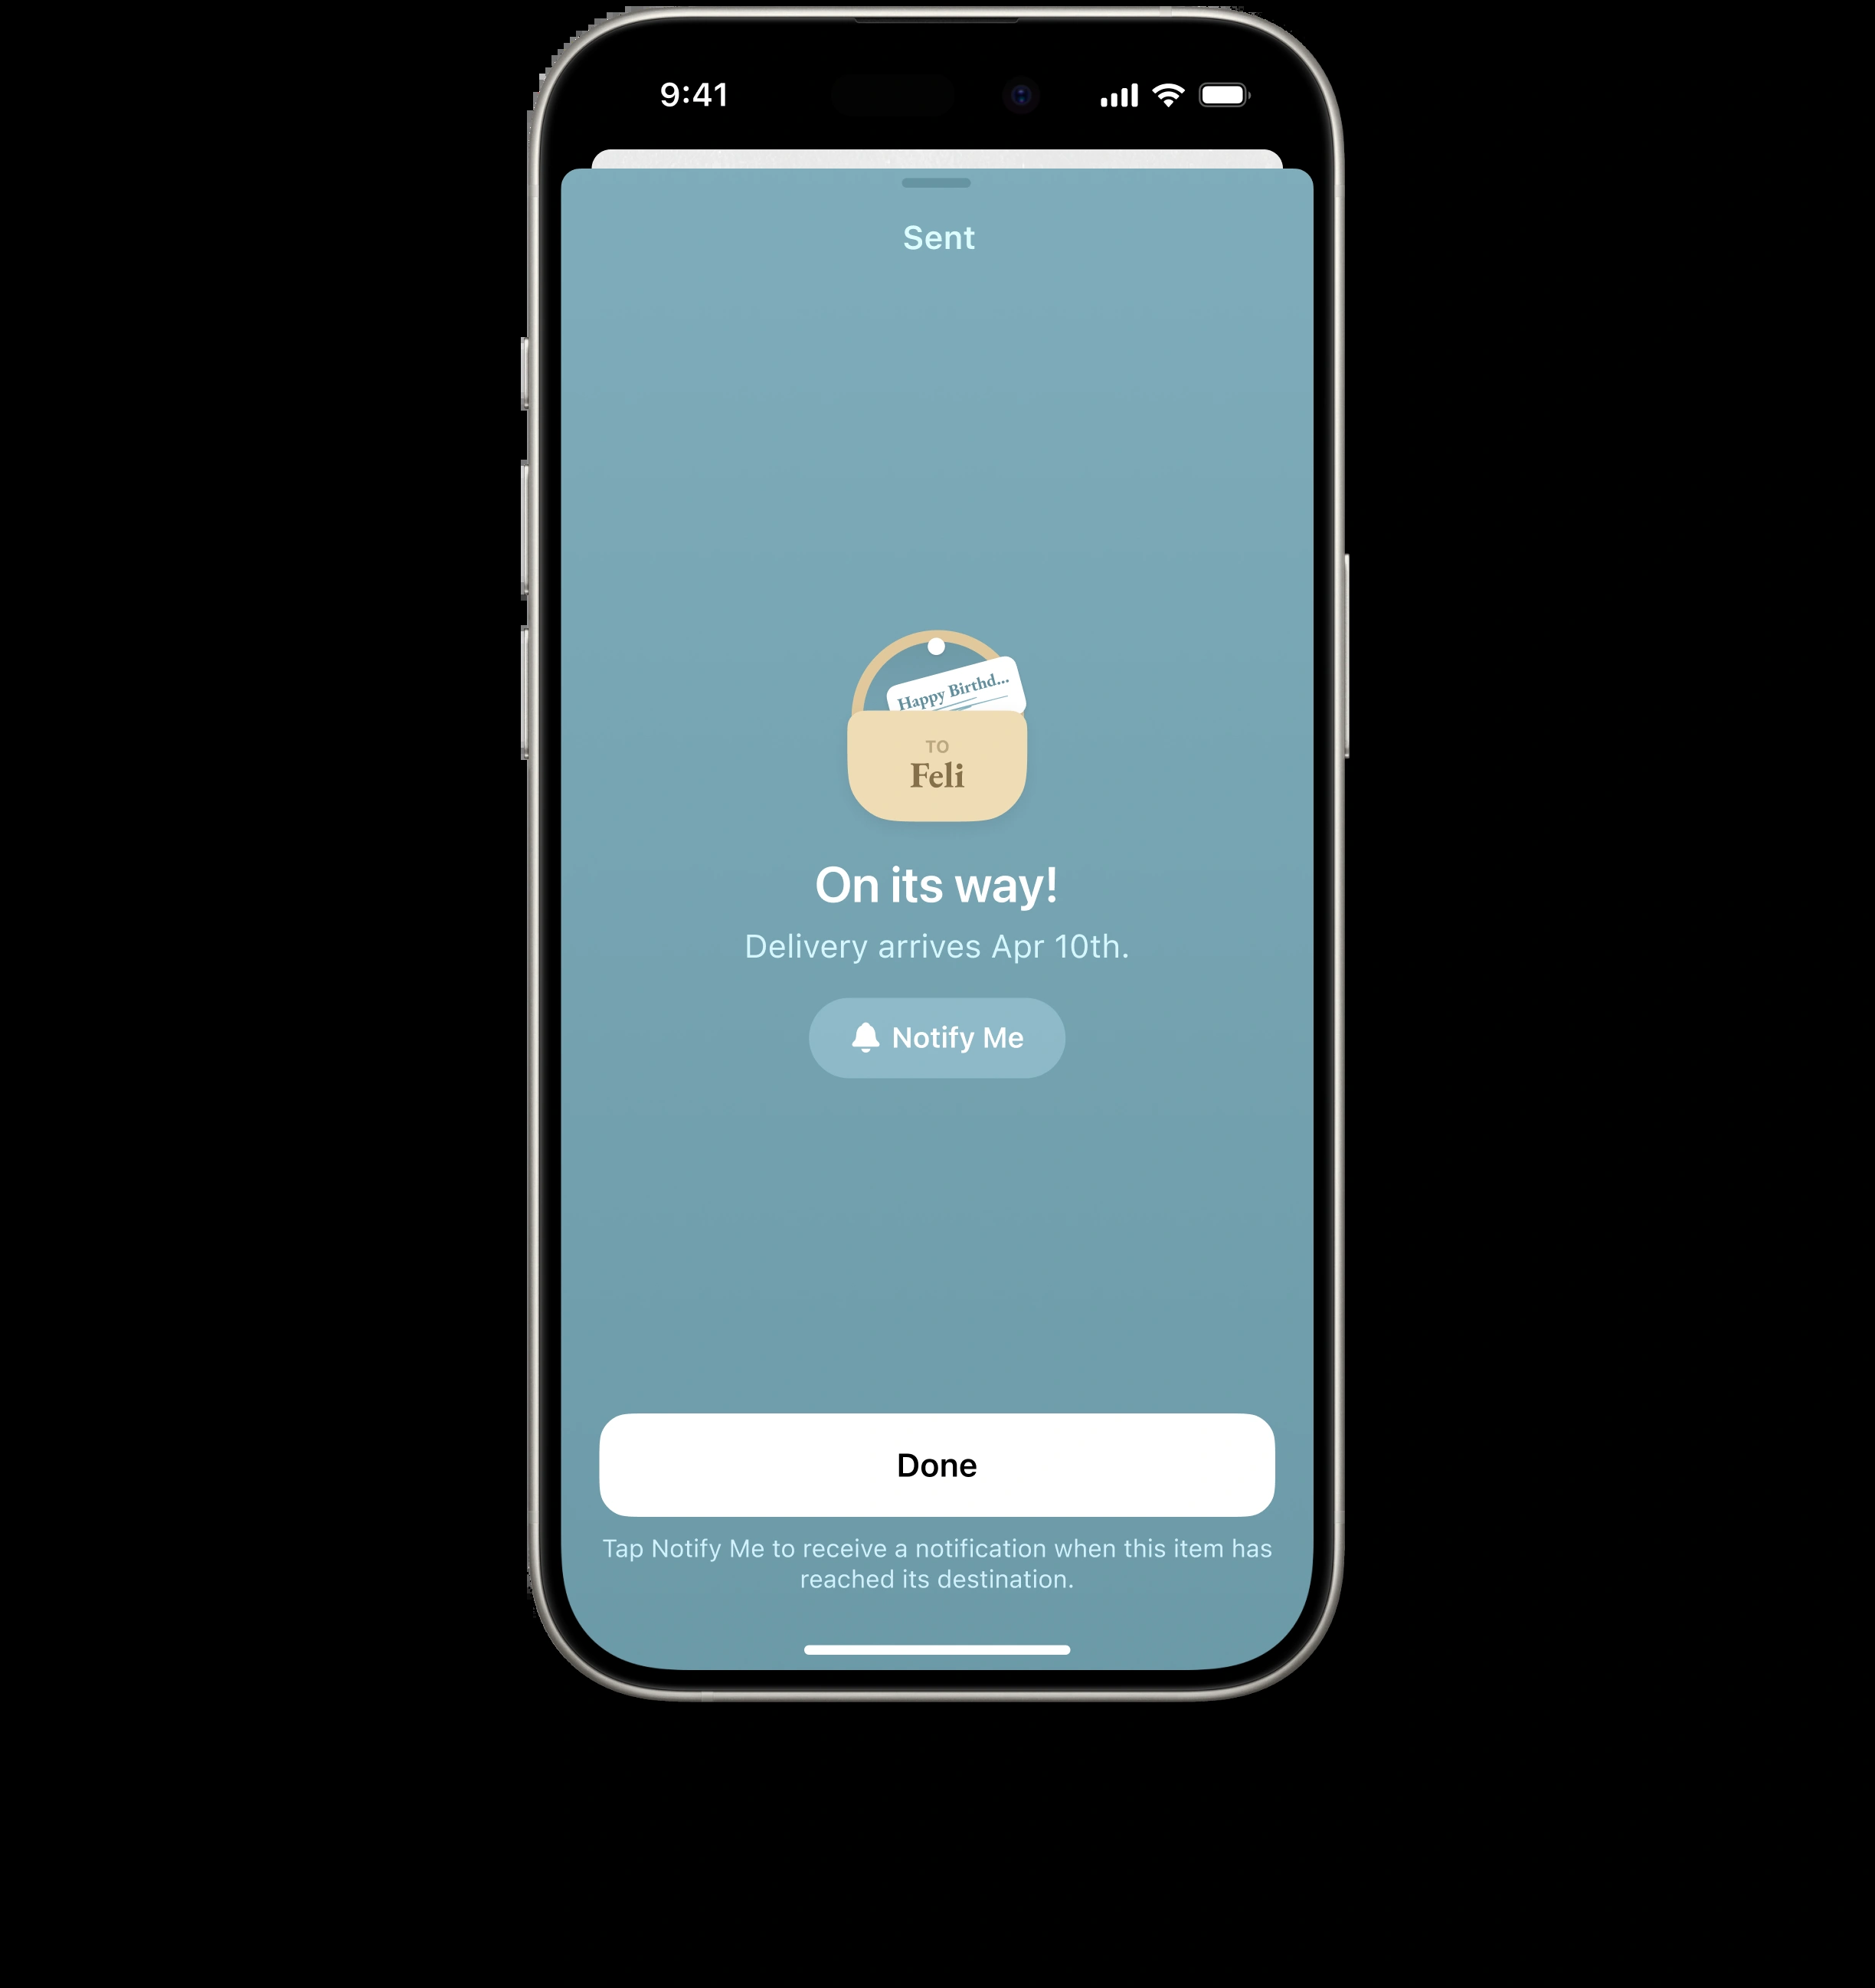 9:41
Sent
Happy Birthd...
TO
Feli
On its way!
Delivery arrives Apr 10th.
Notify Me
Done
Tap Notify Me to receive a notification when this item has
reached its destination.